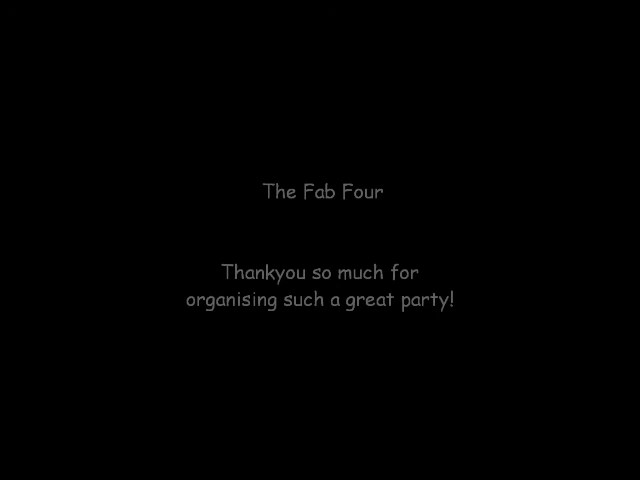 The Fab Four
Thankyou so much for
organising such a great party!